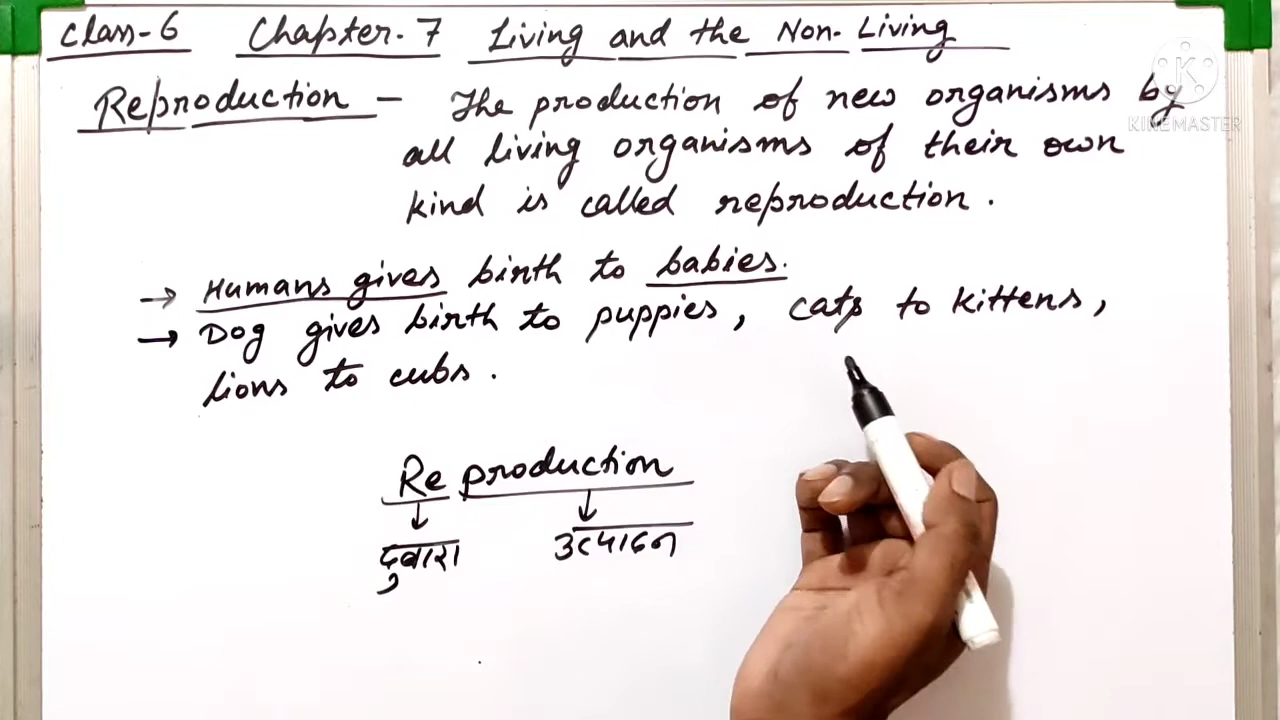 Class-6 Chapter-7 Living and the Non-Living
Reproduction - The production of new organisms by
all living organisms of their own
kind is called reproduction.
→ Humans gives birth to babies.
→ Dog gives birth to puppies, cats to kittens,
lions to cubs.
Re production
↓ ↓
दुबारा उत्पादन
K
KINEMASTER